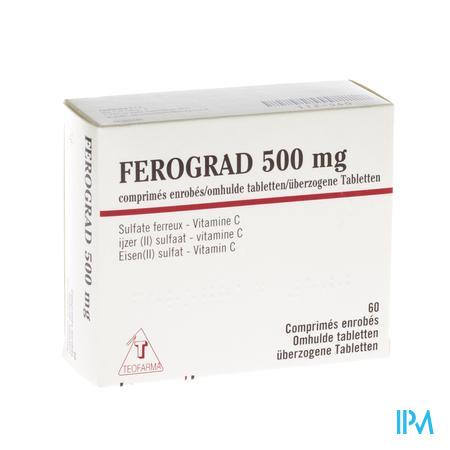 FEROGRAD 500 mg
comprimés enrobés/omhulde tabletten/überzogene Tabletten
Sulfate ferreux - Vitamine C
ijzer (II) sulfaat - vitamine C
Eisen(II) sulfat - Vitamin C
60
Comprimés enrobés
Omhulde tabletten
überzogene Tabletten
T
TEOFARMA
FEROGRAD 500 mg
IPM